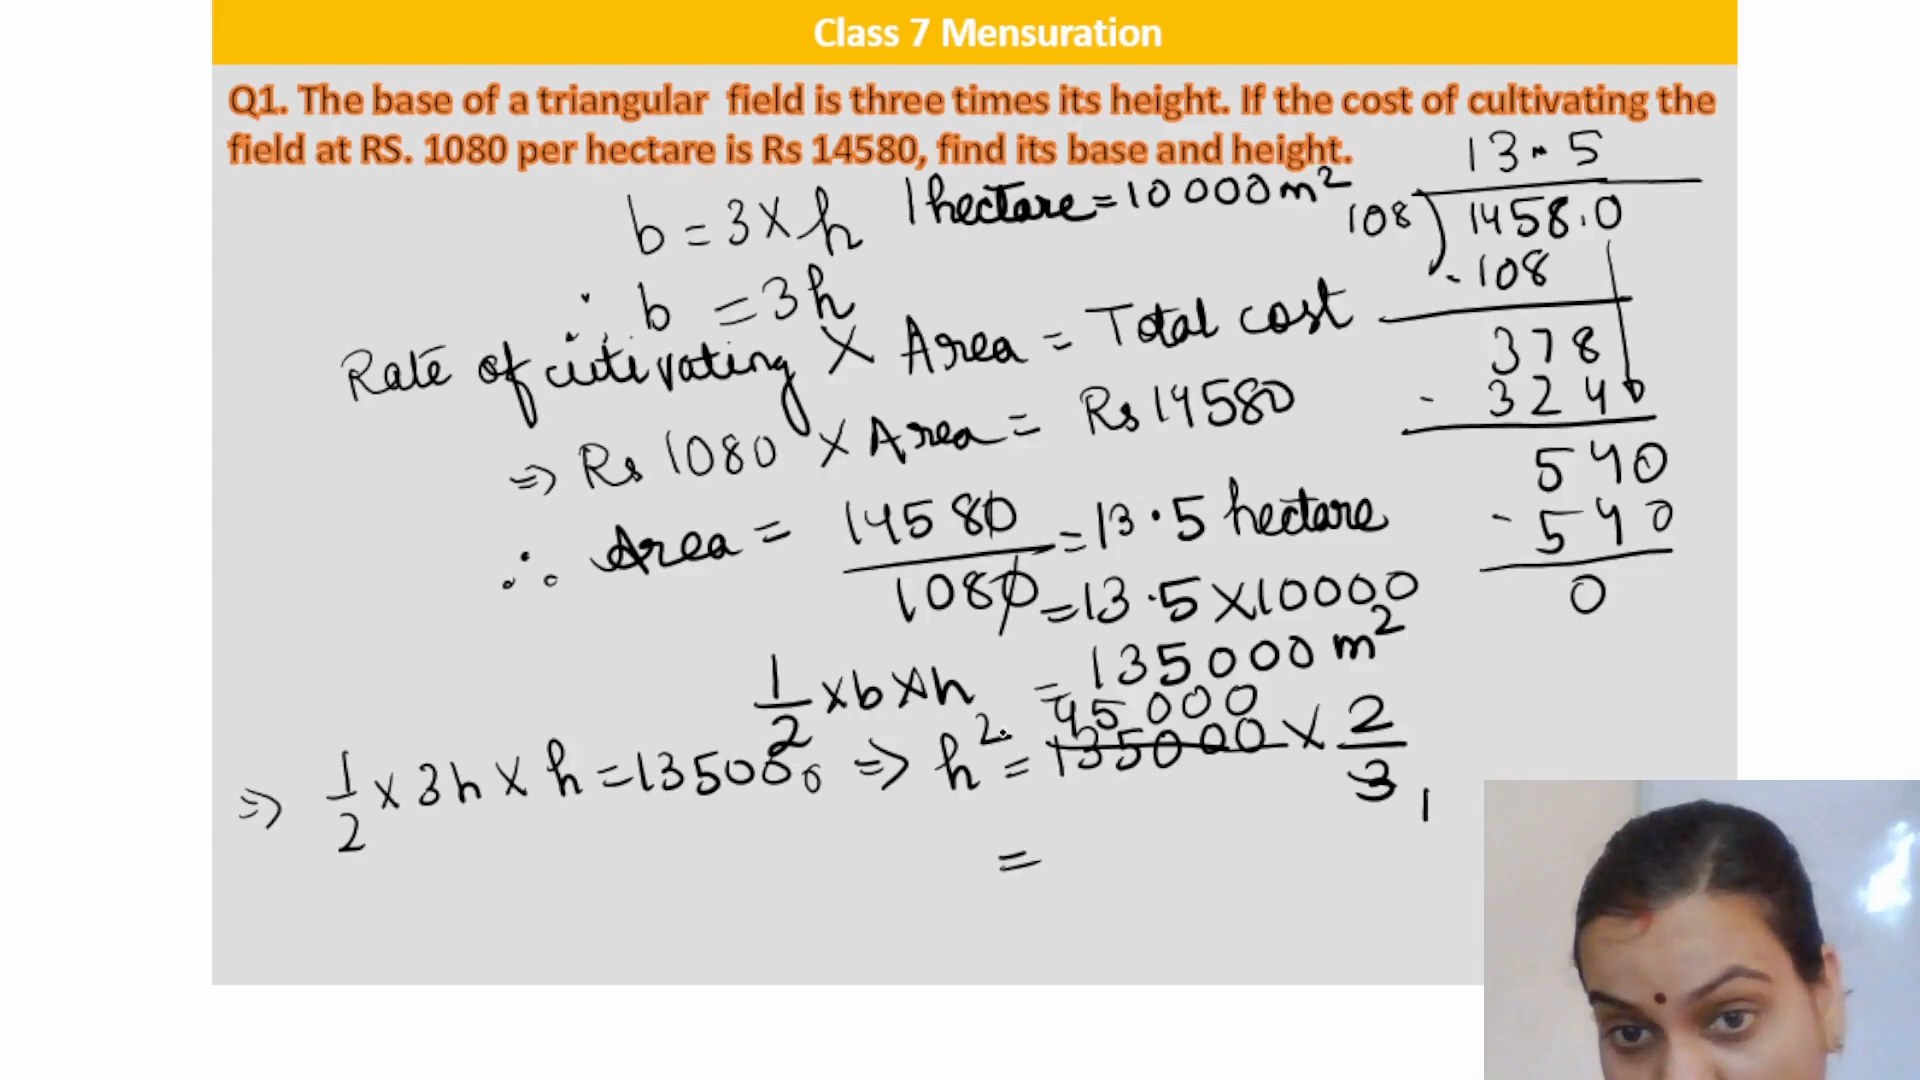 Class 7 Mensuration
Q1. The base of a triangular field is three times its height. If the cost of cultivating the
field at RS. 1080 per hectare is Rs 14580, find its base and height.
b = 3 × h
1 hectare = 10000 m²
∴ b = 3h
Rate of cultivating × Area = Total cost
⇒ Rs 1080 × Area = Rs 14580
∴ Area = 14580/1080 = 13.5 hectare
= 13.5 × 10000
1/2 × b × h = 135000 m²
45000
⇒ 1/2 × 3h × h = 135000 ⇒ h² = 135000 × 2/3 1
=
13.5
108 ) 1458.0
- 108
378
- 324 0
540
- 540
0